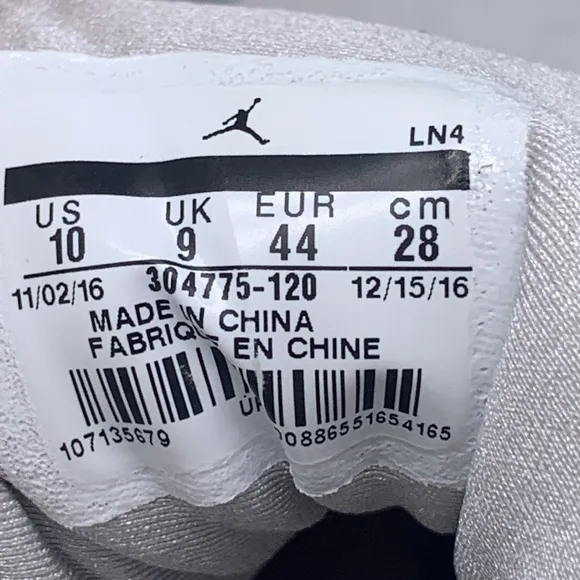 LN4
US UK EUR cm
10 9 44 28
11/02/16 304775-120 12/15/16
MADE IN CHINA
FABRIQUE EN CHINE
107135679 00886551654165